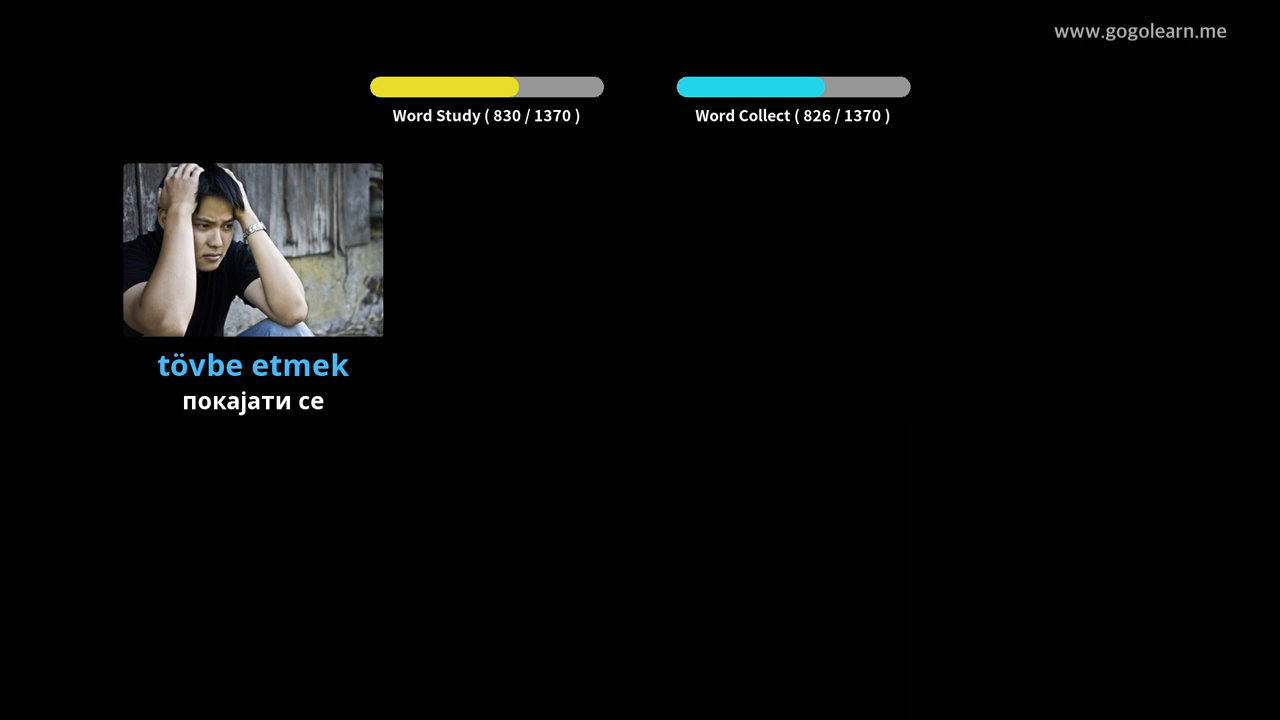 www.gogolearn.me
Word Study ( 830 / 1370 )
Word Collect ( 826 / 1370 )
tövbe etmek
покајати се